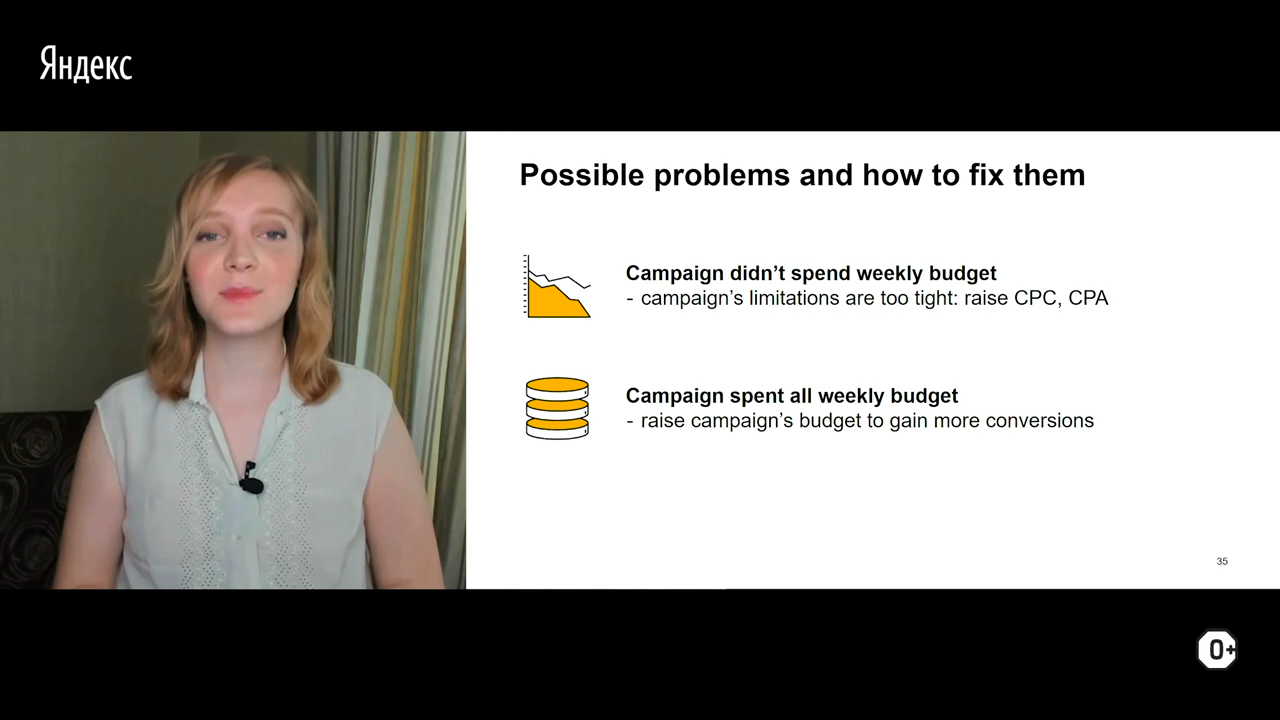 Яндекс
Possible problems and how to fix them
Campaign didn’t spend weekly budget
- campaign’s limitations are too tight: raise CPC, CPA
Campaign spent all weekly budget
- raise campaign’s budget to gain more conversions
35
0+